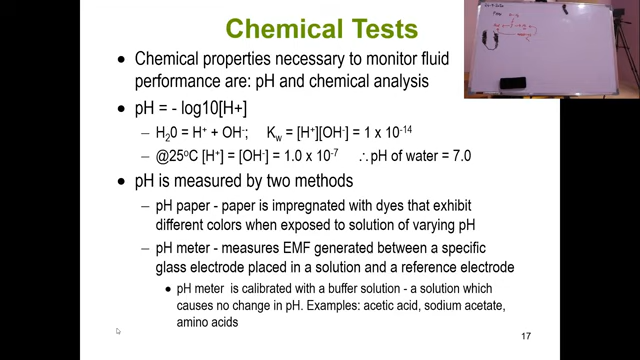 Chemical Tests
• Chemical properties necessary to monitor fluid
performance are: pH and chemical analysis
• pH = - log10[H+]
– H₂0 = H⁺ + OH⁻; Kw = [H⁺][OH⁻] = 1 x 10⁻¹⁴
– @25ºC [H⁺] = [OH⁻] = 1.0 x 10⁻⁷ ∴ pH of water = 7.0
• pH is measured by two methods
– pH paper - paper is impregnated with dyes that exhibit
different colors when exposed to solution of varying pH
– pH meter - measures EMF generated between a specific
glass electrode placed in a solution and a reference electrode
• pH meter is calibrated with a buffer solution - a solution which
causes no change in pH. Examples: acetic acid, sodium acetate,
amino acids
17